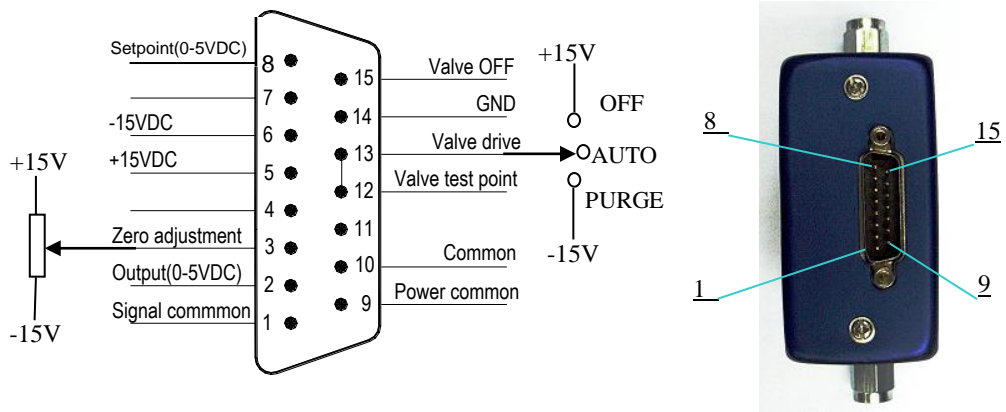 Setpoint(0-5VDC)
-15VDC
+15VDC
+15V
Zero adjustment
Output(0-5VDC)
Signal commmon
-15V
8
7
6
5
4
3
2
1
15
14
13
12
11
10
9
Valve OFF
GND
Valve drive
Valve test point
Common
Power common
+15V
OFF
AUTO
PURGE
-15V
8
15
1
9